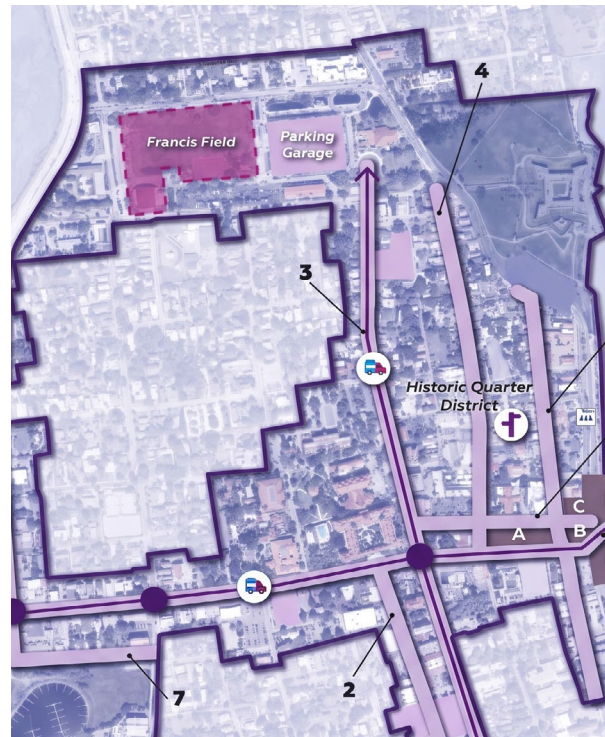 4
Francis Field
Parking
Garage
3
Historic Quarter
District
C
A
B
2
7